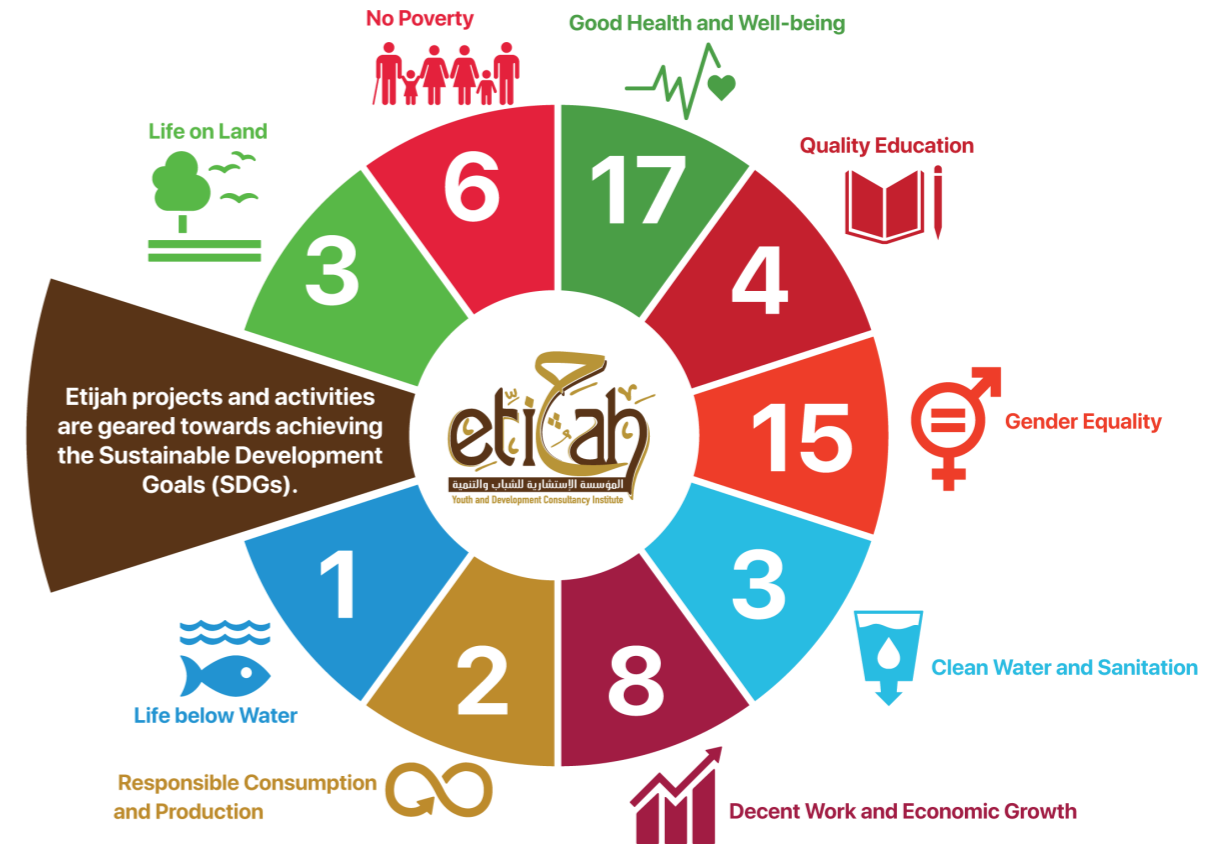 No Poverty
6
Good Health and Well-being
17
Quality Education
4
Gender Equality
15
Clean Water and Sanitation
3
Decent Work and Economic Growth
8
Responsible Consumption
and Production
2
Life below Water
1
Etijah projects and activities
are geared towards achieving
the Sustainable Development
Goals (SDGs).
Life on Land
3
etijah
المؤسسة الإستشارية للشباب والتنمية
Youth and Development Consultancy Institute